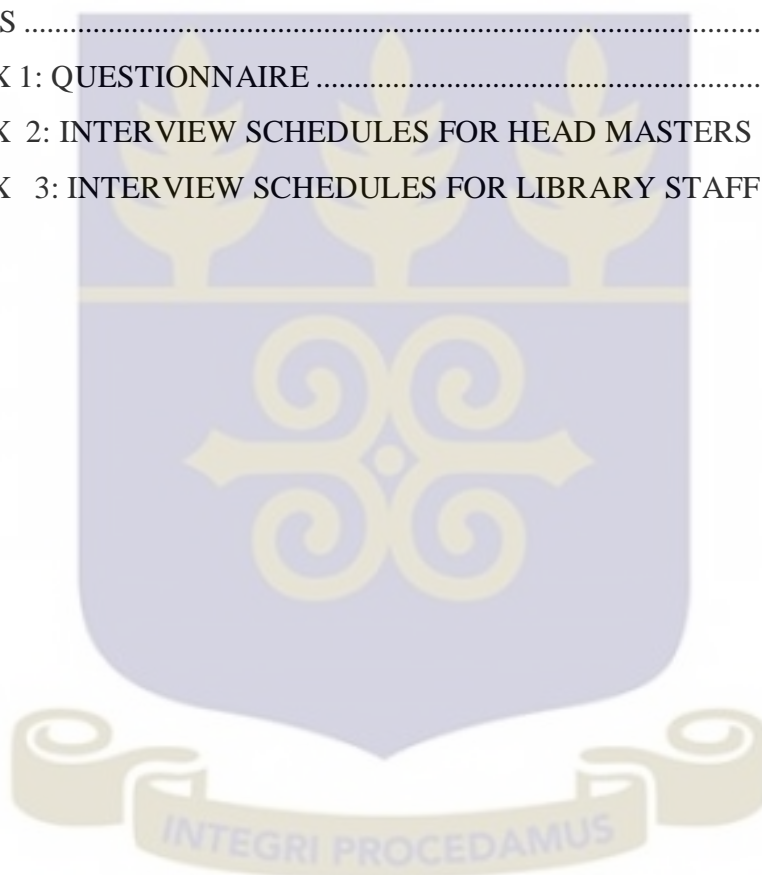 S ........................................................................................
X 1: QUESTIONNAIRE .....................................................
X 2: INTERVIEW SCHEDULES FOR HEAD MASTERS
X 3: INTERVIEW SCHEDULES FOR LIBRARY STAFF
INTEGRI PROCEDAMUS